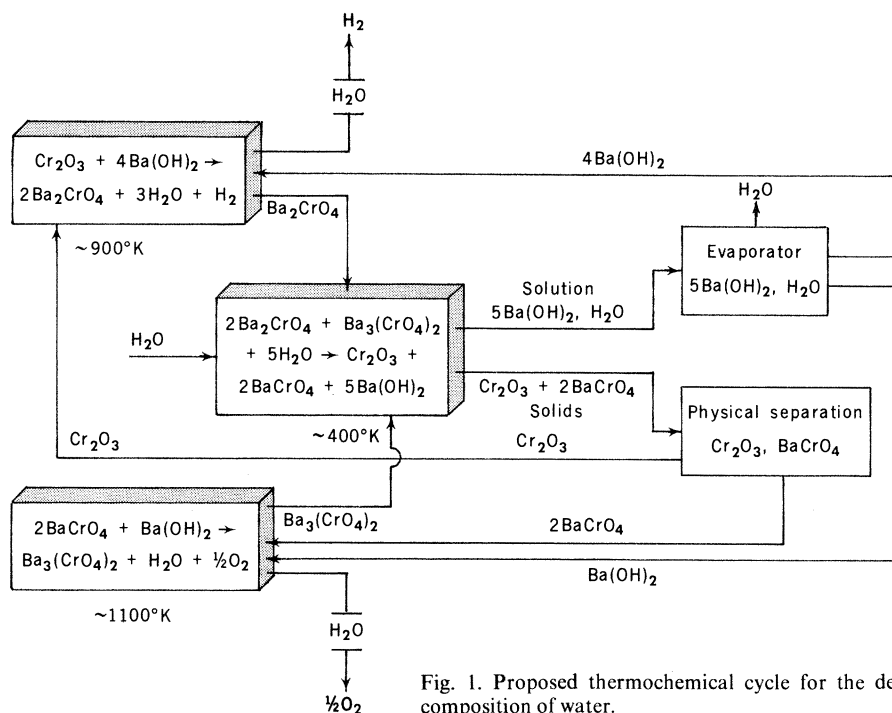 H₂
H₂O
Cr₂O₃ + 4Ba(OH)₂ →
2Ba₂CrO₄ + 3H₂O + H₂
~900°K
4Ba(OH)₂
Ba₂CrO₄
H₂O
Evaporator
5Ba(OH)₂, H₂O
Solution
5Ba(OH)₂, H₂O
H₂O
2Ba₂CrO₄ + Ba₃(CrO₄)₂
+ 5H₂O → Cr₂O₃ +
2BaCrO₄ + 5Ba(OH)₂
~400°K
Cr₂O₃ + 2BaCrO₄
Solids
Physical separation
Cr₂O₃, BaCrO₄
Cr₂O₃
Cr₂O₃
2BaCrO₄ + Ba(OH)₂ →
Ba₃(CrO₄)₂ + H₂O + ½O₂
~1100°K
Ba₃(CrO₄)₂
2BaCrO₄
Ba(OH)₂
H₂O
½O₂
Fig. 1. Proposed thermochemical cycle for the de
composition of water.